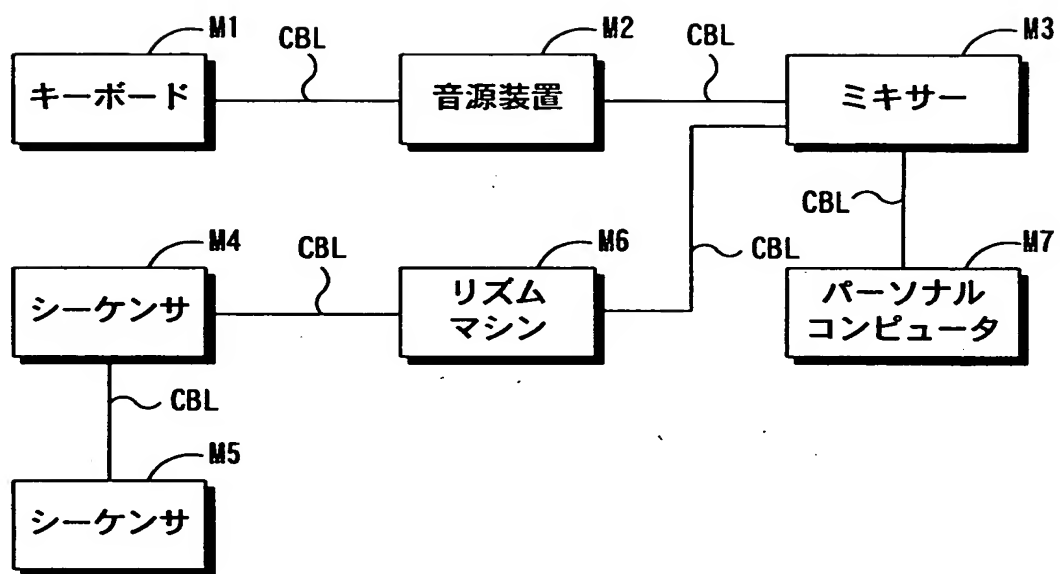 M1
CBL
M2
CBL
M3
キーボード
音源装置
ミキサー
CBL
M4
CBL
M6
CBL
M7
シーケンサ
リズム
マシン
パーソナル
コンピュータ
CBL
M5
シーケンサ